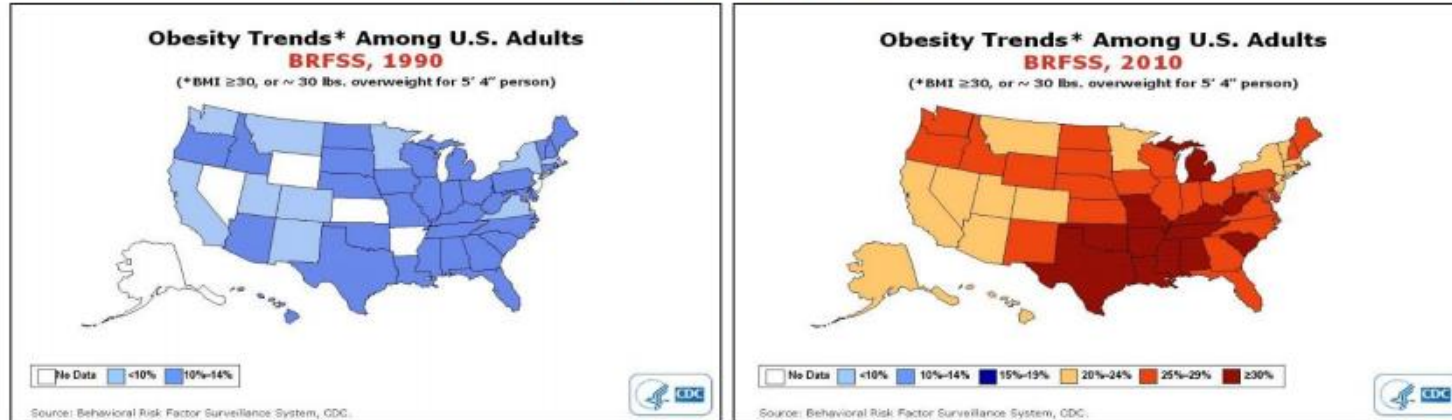 Obesity Trends* Among U.S. Adults
BRFSS, 1990
(*BMI ≥30, or ~ 30 lbs. overweight for 5' 4" person)
No Data <10% 10%–14%
CDC
Source: Behavioral Risk Factor Surveillance System, CDC.
Obesity Trends* Among U.S. Adults
BRFSS, 2010
(*BMI ≥30, or ~ 30 lbs. overweight for 5' 4" person)
No Data <10% 10%–14% 15%–19% 20%–24% 25%–29% ≥30%
CDC
Source: Behavioral Risk Factor Surveillance System, CDC.